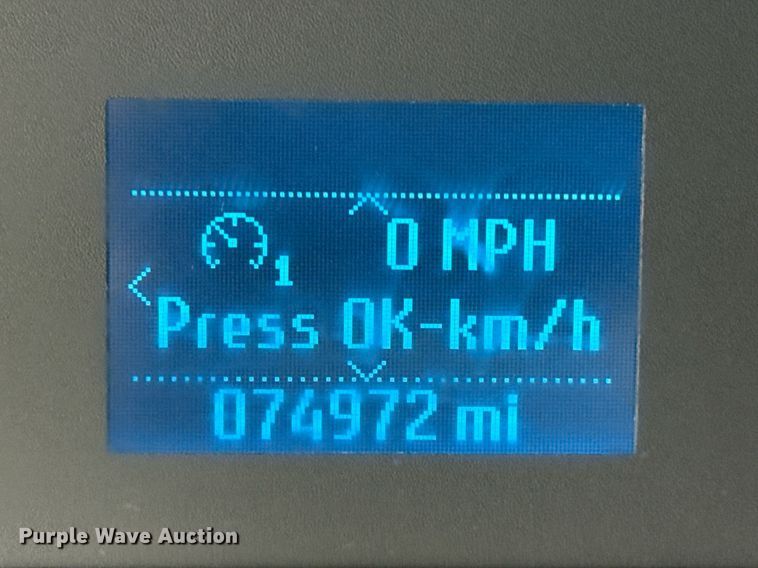 0 MPH
1
Press OK-km/h
074972 mi
Purple Wave Auction